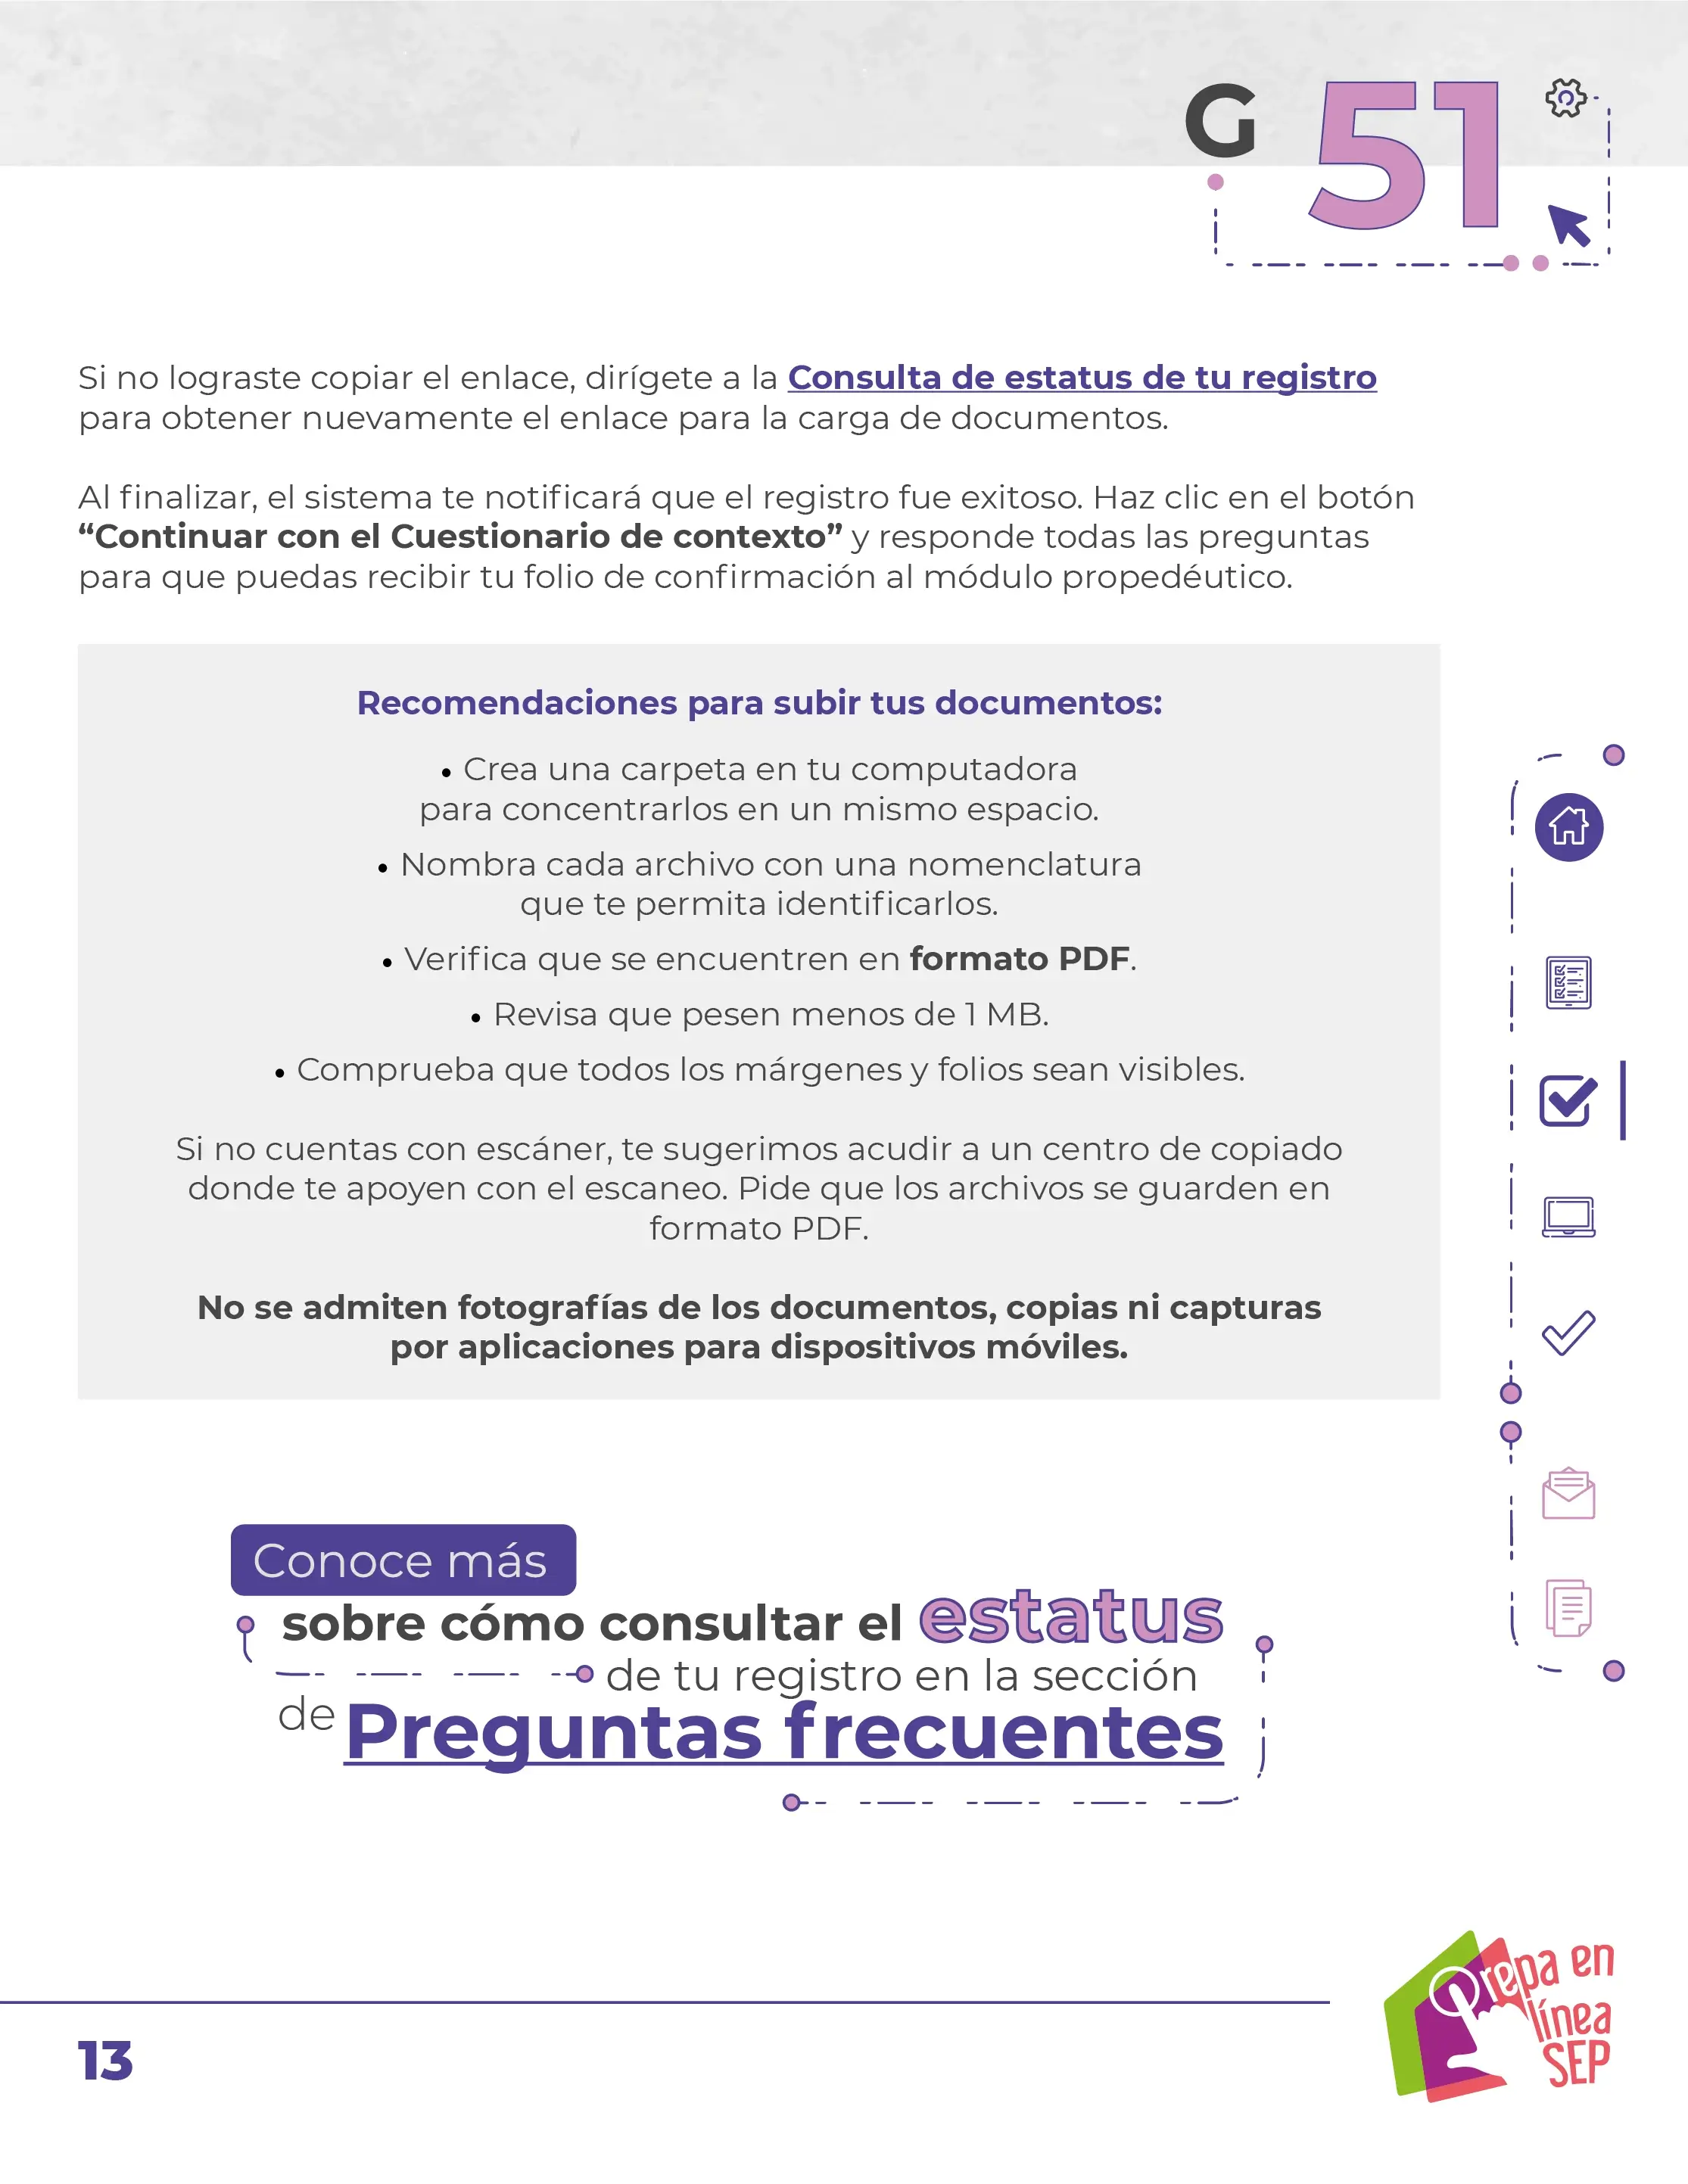 G 51
Si no lograste copiar el enlace, dirígete a la Consulta de estatus de tu registro
para obtener nuevamente el enlace para la carga de documentos.
Al finalizar, el sistema te notificará que el registro fue exitoso. Haz clic en el botón
“Continuar con el Cuestionario de contexto” y responde todas las preguntas
para que puedas recibir tu folio de confirmación al módulo propedéutico.
Recomendaciones para subir tus documentos:
• Crea una carpeta en tu computadora
para concentrarlos en un mismo espacio.
• Nombra cada archivo con una nomenclatura
que te permita identificarlos.
• Verifica que se encuentren en formato PDF.
• Revisa que pesen menos de 1 MB.
• Comprueba que todos los márgenes y folios sean visibles.
Si no cuentas con escáner, te sugerimos acudir a un centro de copiado
donde te apoyen con el escaneo. Pide que los archivos se guarden en
formato PDF.
No se admiten fotografías de los documentos, copias ni capturas
por aplicaciones para dispositivos móviles.
Conoce más
sobre cómo consultar el estatus
de tu registro en la sección
de Preguntas frecuentes
13
Prepa en
línea
SEP